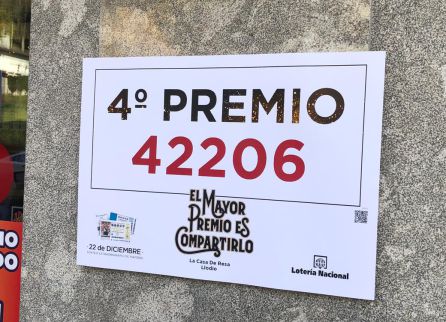 4º PREMIO
42206
EL MAYOR
PREMIO ES
COMPARTIRLO
· 22 de DICIEMBRE ·
La Casa De Resa
Llodio
Lotería Nacional